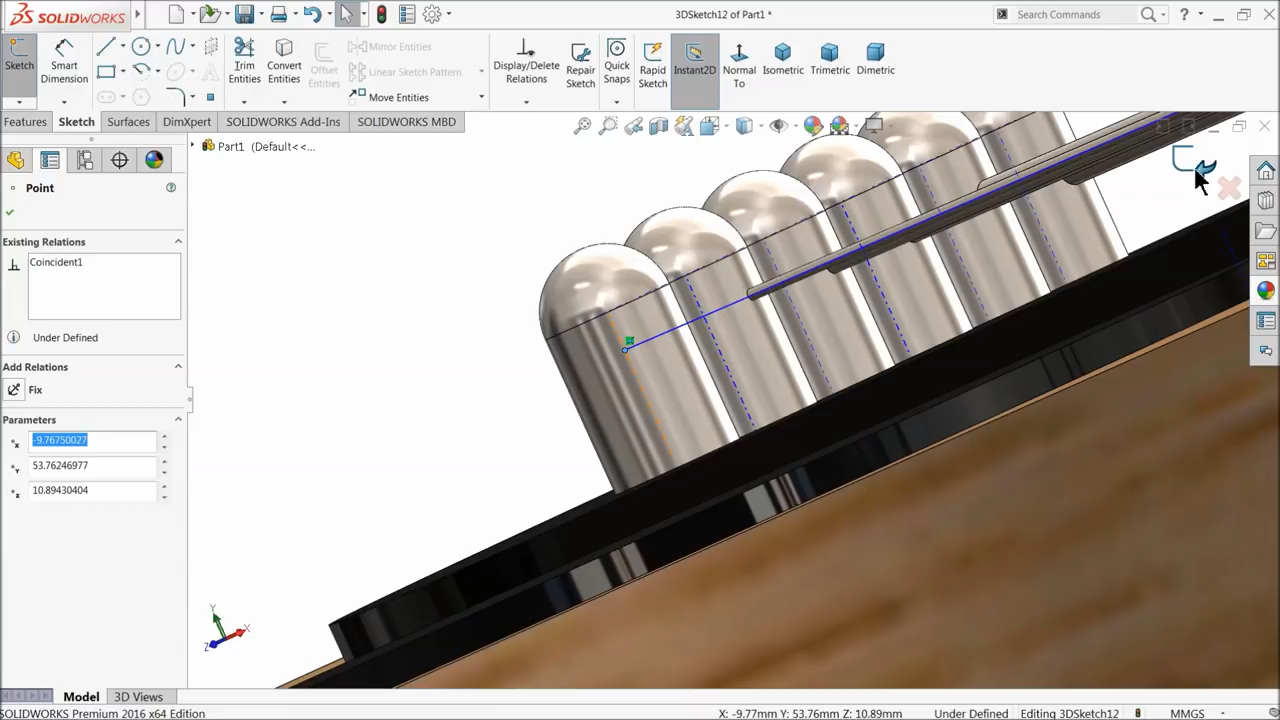 SOLIDWORKS
3DSketch12 of Part1 *
Search Commands
?
Sketch
Smart
Dimension
Trim
Entities
Convert
Entities
Offset
Entities
Mirror Entities
Linear Sketch Pattern
Move Entities
Display/Delete
Relations
Repair
Sketch
Quick
Snaps
Rapid
Sketch
Instant2D
Normal
To
Isometric
Trimetric
Dimetric
Features
Sketch
Surfaces
DimXpert
SOLIDWORKS Add-Ins
SOLIDWORKS MBD
Part1 (Default<<...
Point
Existing Relations
Coincident1
Under Defined
Add Relations
Fix
Parameters
-9.76750027
53.76246977
10.89430404
Y
X
Z
Model
3D Views
SOLIDWORKS Premium 2016 x64 Edition
X: -9.77mm Y: 53.76mm Z: 10.89mm
Under Defined
Editing 3DSketch12
MMGS